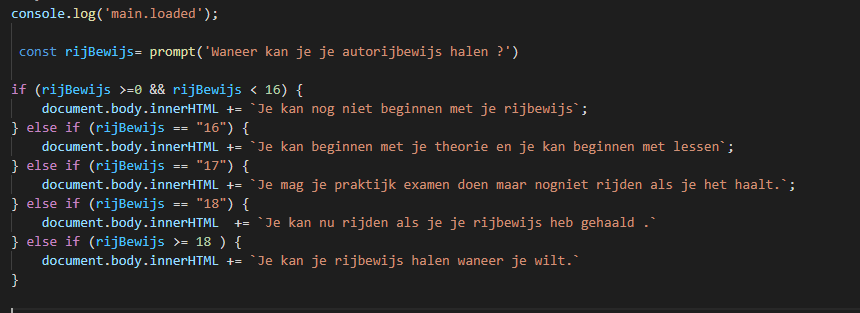 console.log('main.loaded');
const rijBewijs= prompt('Waneer kan je je autorijbewijs halen ?')
if (rijBewijs >=0 && rijBewijs < 16) {
    document.body.innerHTML += `Je kan nog niet beginnen met je rijbewijs`;
} else if (rijBewijs == "16") {
    document.body.innerHTML += `Je kan beginnen met je theorie en je kan beginnen met lessen`;
} else if (rijBewijs == "17") {
    document.body.innerHTML += `Je mag je praktijk examen doen maar nogniet rijden als je het haalt.`;
} else if (rijBewijs == "18") {
    document.body.innerHTML  += `Je kan nu rijden als je je rijbewijs heb gehaald .`
} else if (rijBewijs >= 18 ) {
    document.body.innerHTML += `Je kan je rijbewijs halen waneer je wilt.`
}